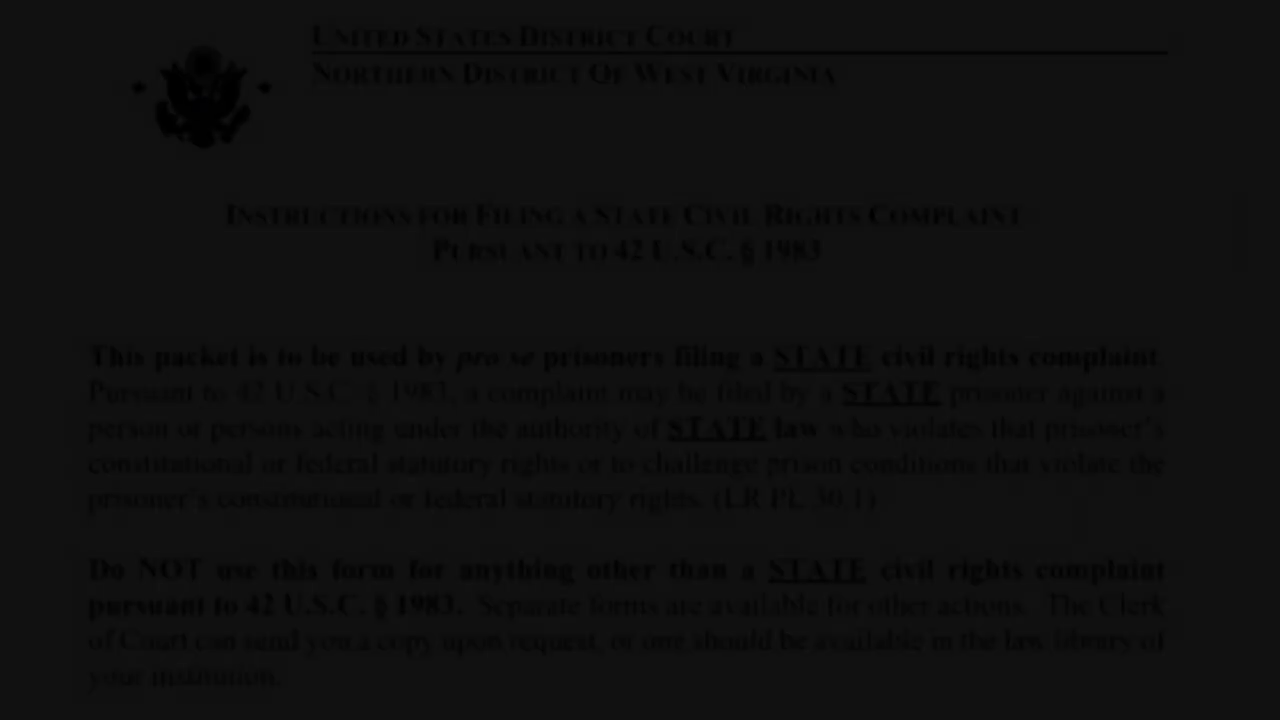 UNITED STATES DISTRICT COURT
NORTHERN DISTRICT OF WEST VIRGINIA
INSTRUCTIONS FOR FILING A STATE CIVIL RIGHTS COMPLAINT
PURSUANT TO 42 U.S.C. § 1983
This packet is to be used by pro se prisoners filing a STATE civil rights complaint.
Pursuant to 42 U.S.C. § 1983, a complaint may be filed by a STATE prisoner against a
person or persons acting under the authority of STATE law who violates that prisoner's
constitutional or federal statutory rights or to challenge prison conditions that violate the
prisoner's constitutional or federal statutory rights. (LR PL 30.1)
Do NOT use this form for anything other than a STATE civil rights complaint
pursuant to 42 U.S.C. § 1983. Separate forms are available for other actions. The Clerk
of Court can send you a copy upon request, or one should be available in the law library of
your institution.